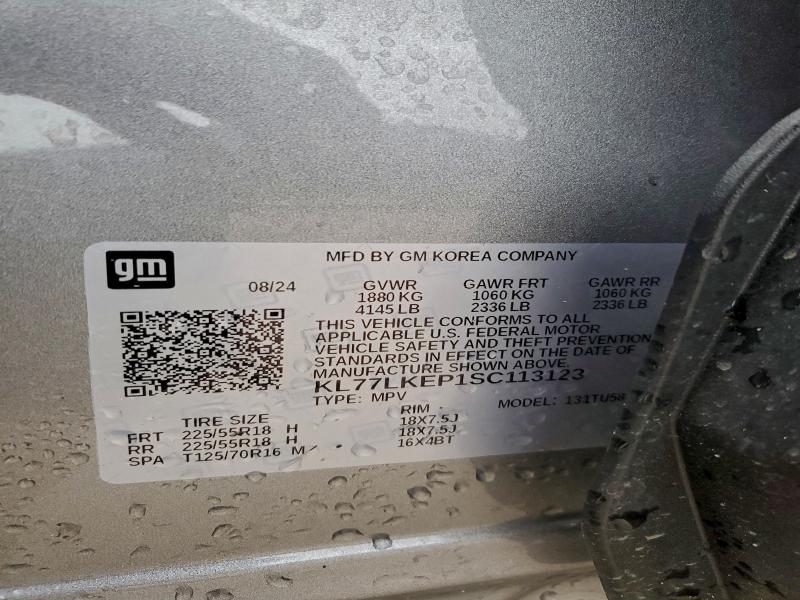 gm
MFD BY GM KOREA COMPANY
08/24 GVWR GAWR FRT GAWR RR
1880 KG 1060 KG 1060 KG
4145 LB 2336 LB 2336 LB
THIS VEHICLE CONFORMS TO ALL
APPLICABLE U.S. FEDERAL MOTOR
VEHICLE SAFETY AND THEFT PREVENTION
STANDARDS IN EFFECT ON THE DATE OF
MANUFACTURE SHOWN ABOVE.
KL77LKEP1SC113123
TYPE: MPV MODEL: 131TU58
TIRE SIZE RIM
FRT 225/55R18 H 18X7.5J
RR 225/55R18 H 18X7.5J
SPA T125/70R16 M 16X4BT